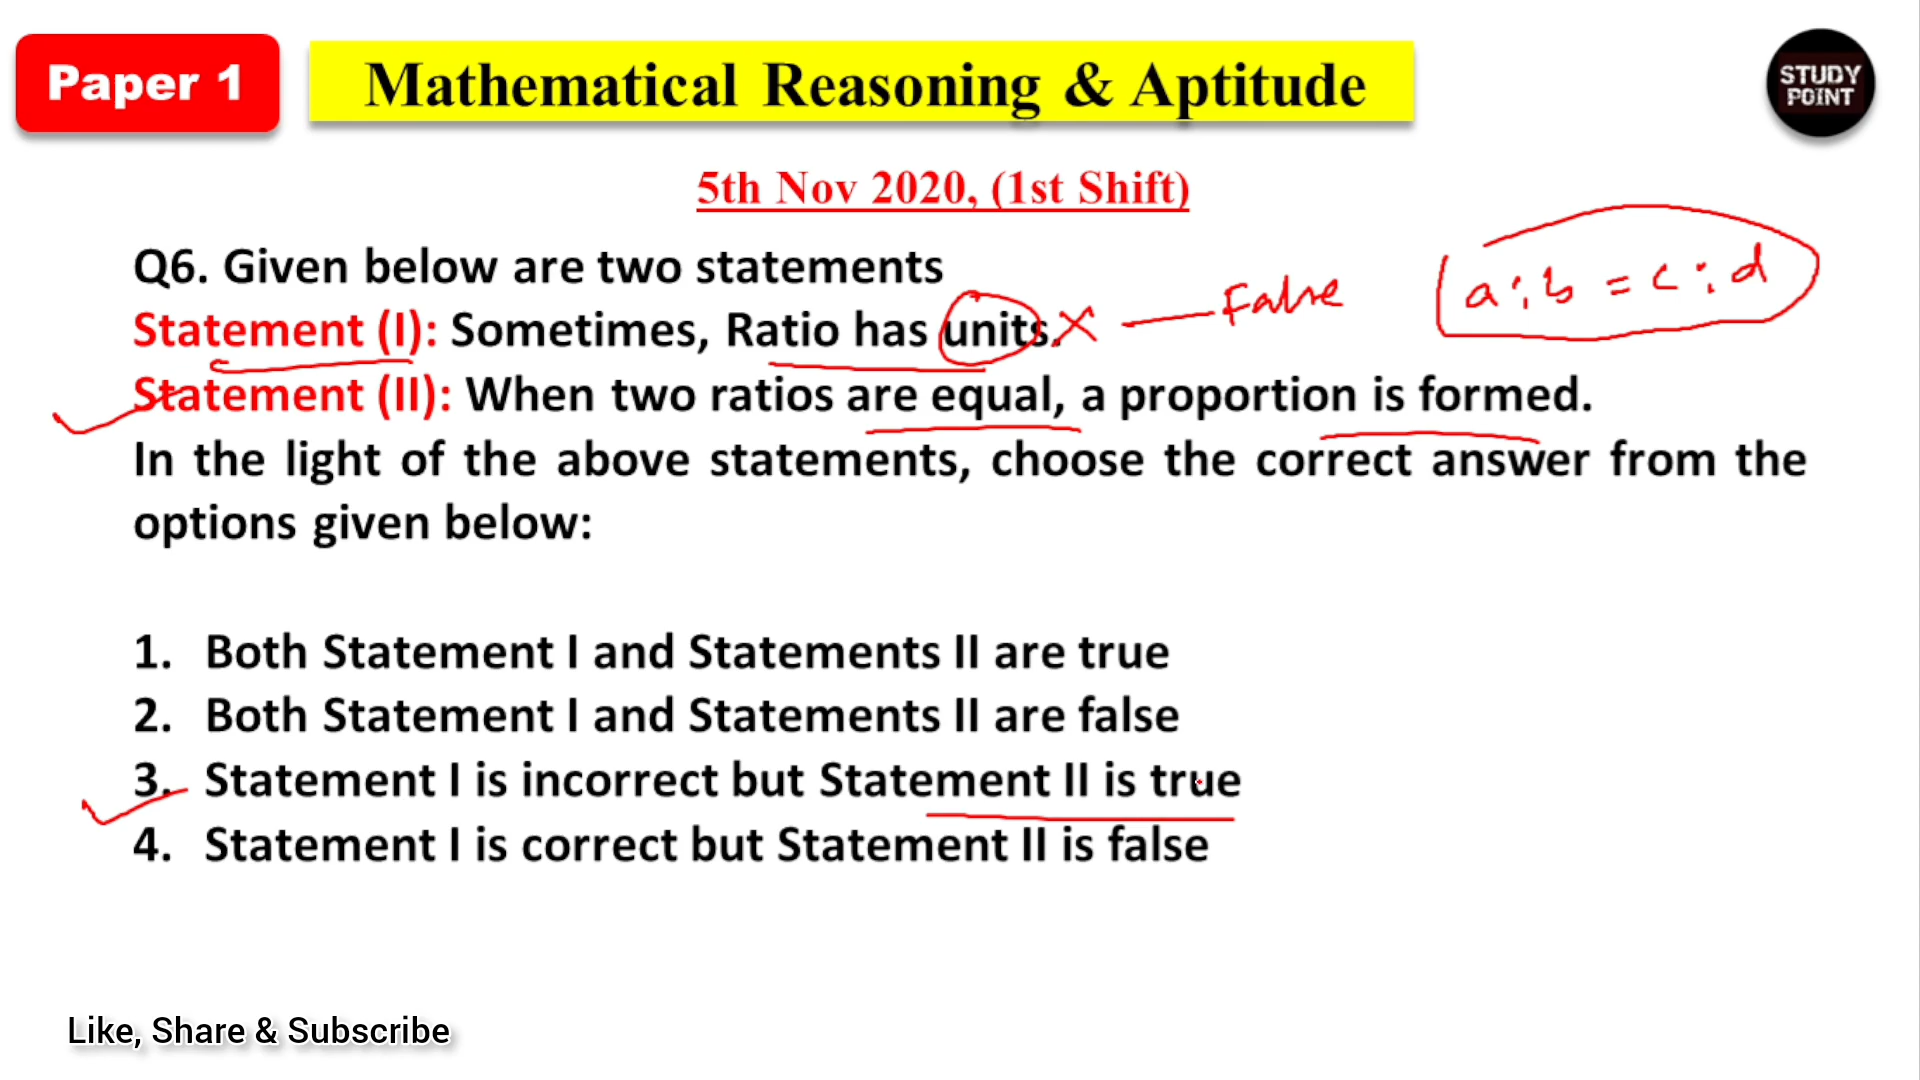 Paper 1
Mathematical Reasoning & Aptitude
STUDY
POINT
5th Nov 2020, (1st Shift)
Q6. Given below are two statements
Statement (I): Sometimes, Ratio has units. X — False
a:b = c:d
Statement (II): When two ratios are equal, a proportion is formed.
In the light of the above statements, choose the correct answer from the
options given below:
1. Both Statement I and Statements II are true
2. Both Statement I and Statements II are false
3. Statement I is incorrect but Statement II is true
4. Statement I is correct but Statement II is false
Like, Share & Subscribe